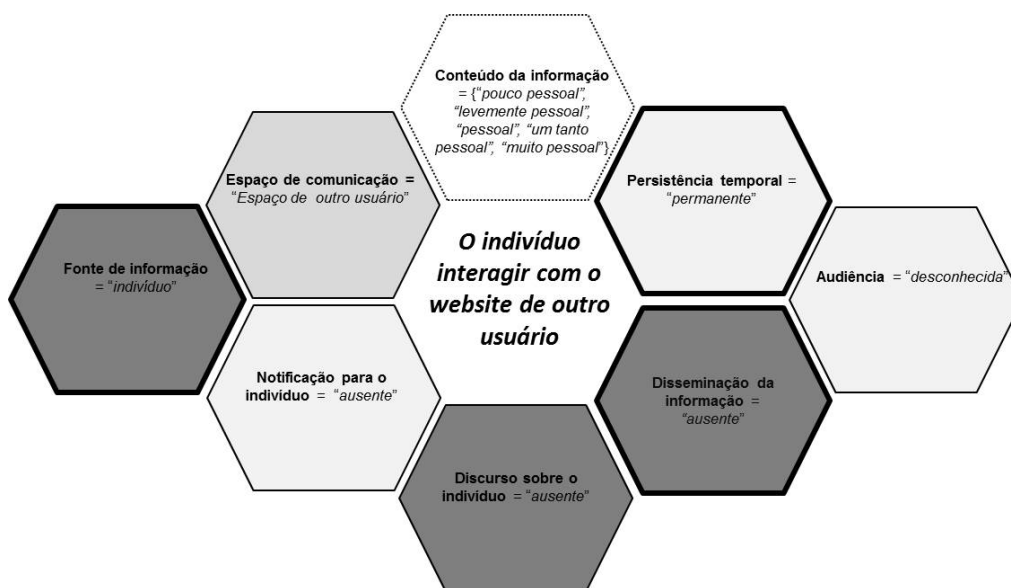 Conteúdo da informação
= {"pouco pessoal",
"levemente pessoal",
"pessoal", "um tanto
pessoal", "muito pessoal"}
Espaço de comunicação =
"Espaço de outro usuário"
Persistência temporal =
"permanente"
Fonte de informação
= "indivíduo"
O indivíduo
interagir com o
website de outro
usuário
Audiência = "desconhecida"
Notificação para o
individuo = "ausente"
Disseminação da
informação =
"ausente"
Discurso sobre o
individuo = "ausente"